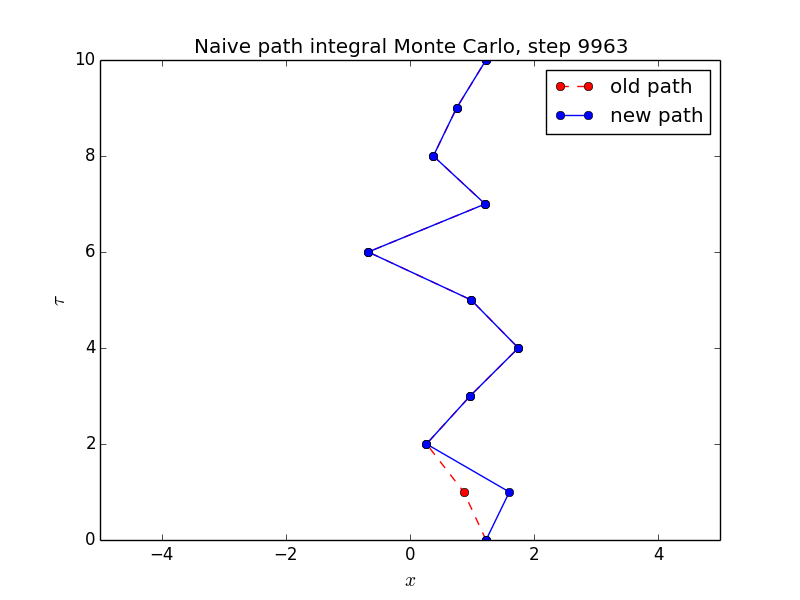 Naive path integral Monte Carlo, step 9963
10
8
6
4
2
0
τ
old path
new path
−4 −2 0 2 4
x